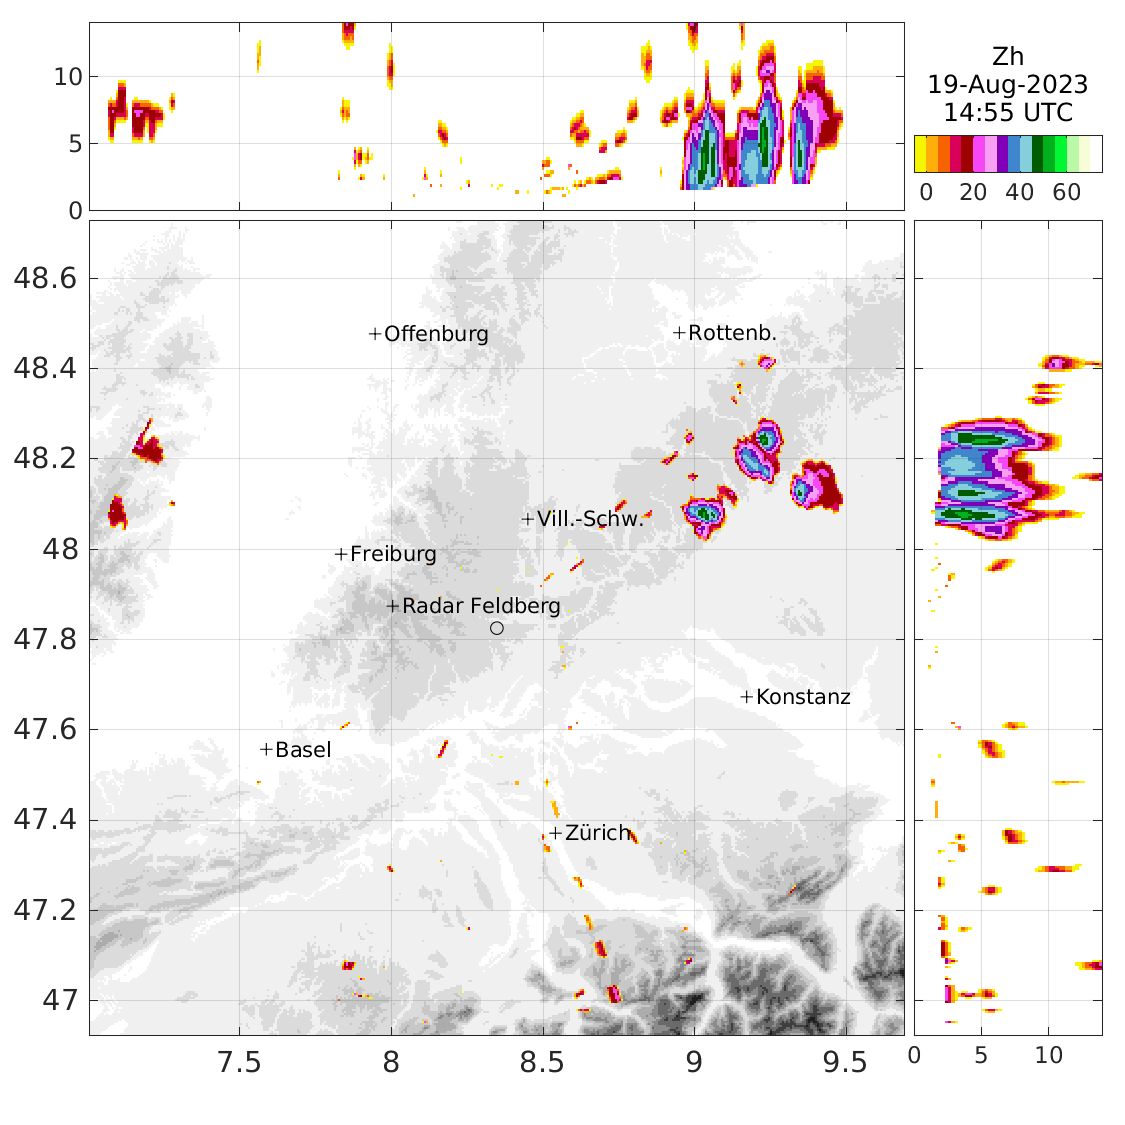 Zh
19-Aug-2023
14:55 UTC
10
5
0
0 20 40 60
48.6
48.4
48.2
48
47.8
47.6
47.4
47.2
47
+Offenburg
+Rottenb.
+Vill.-Schw.
+Freiburg
+Radar Feldberg
+Konstanz
+Basel
+Zürich
7.5 8 8.5 9 9.5
0 5 10